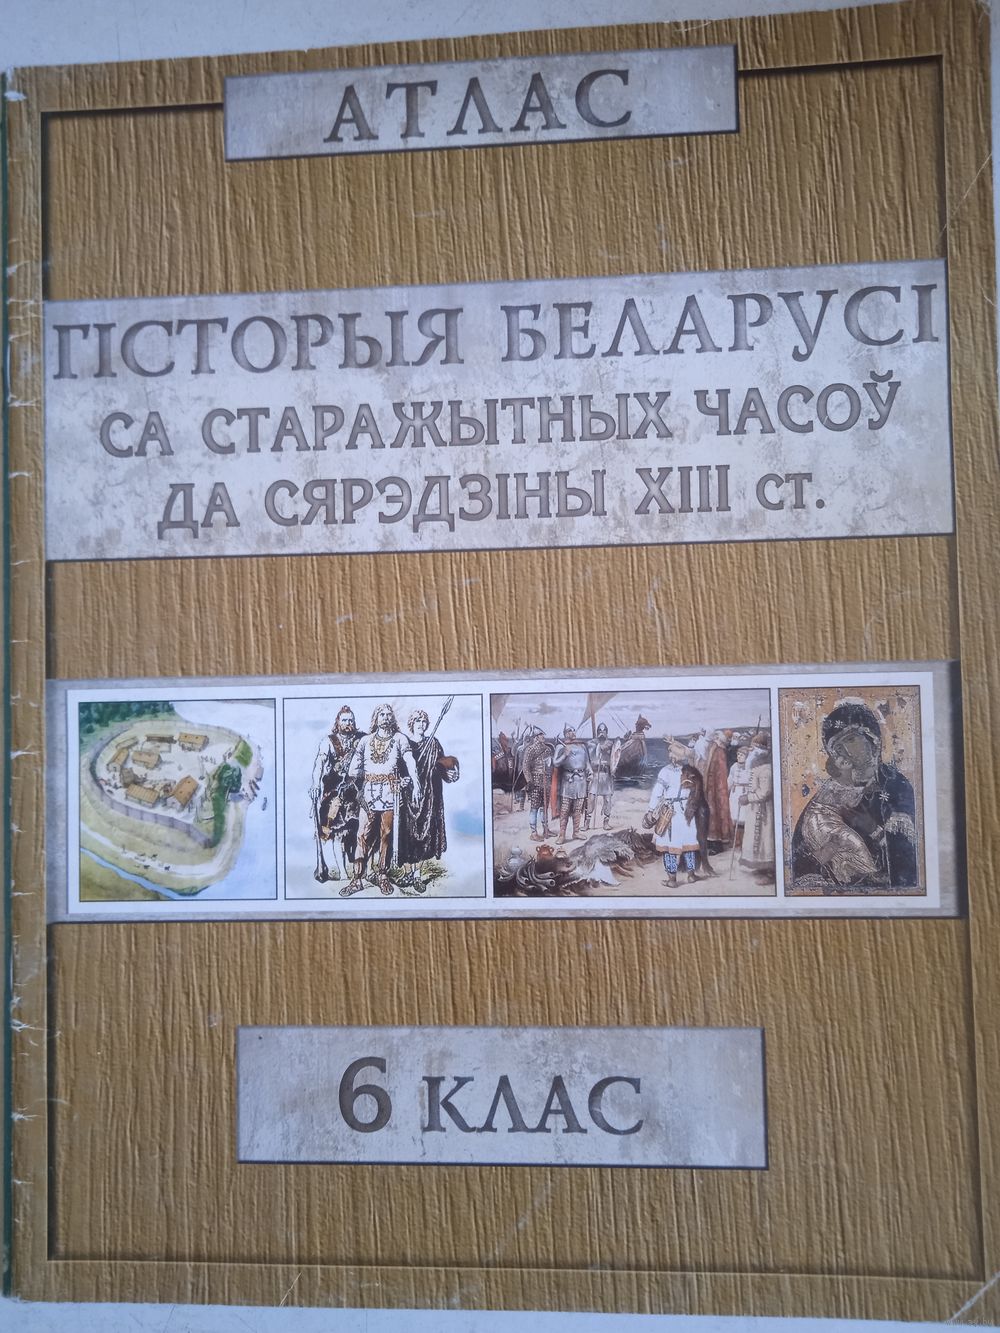 АТЛАС
ГІСТОРЫЯ БЕЛАРУСІ
СА СТАРАЖЫТНЫХ ЧАСОЎ
ДА СЯРЭДЗІНЫ XIII ст.
6 КЛАС